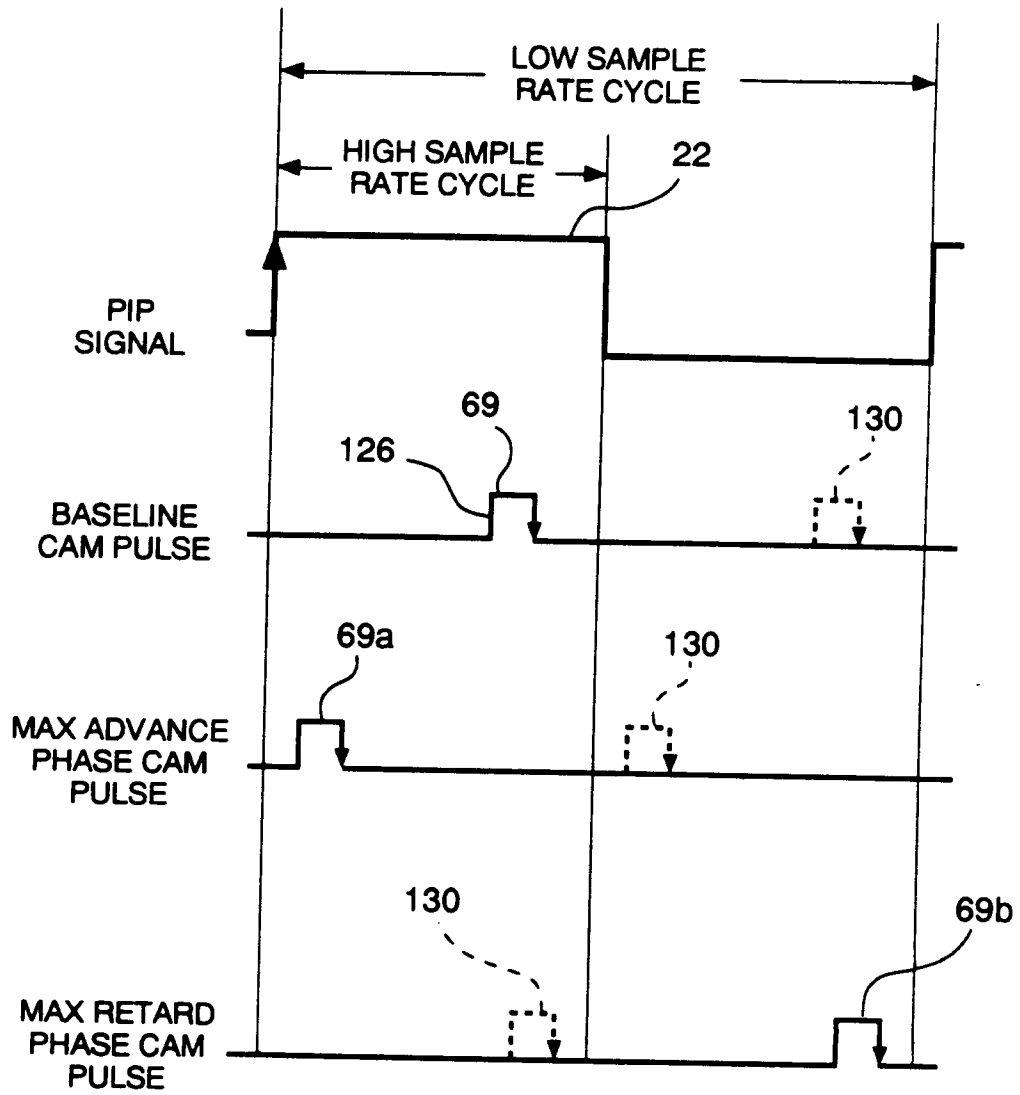 LOW SAMPLE
RATE CYCLE
HIGH SAMPLE
RATE CYCLE
22
PIP
SIGNAL
69
130
126
BASELINE
CAM PULSE
69a
130
MAX ADVANCE
PHASE CAM
PULSE
130
69b
MAX RETARD
PHASE CAM
PULSE